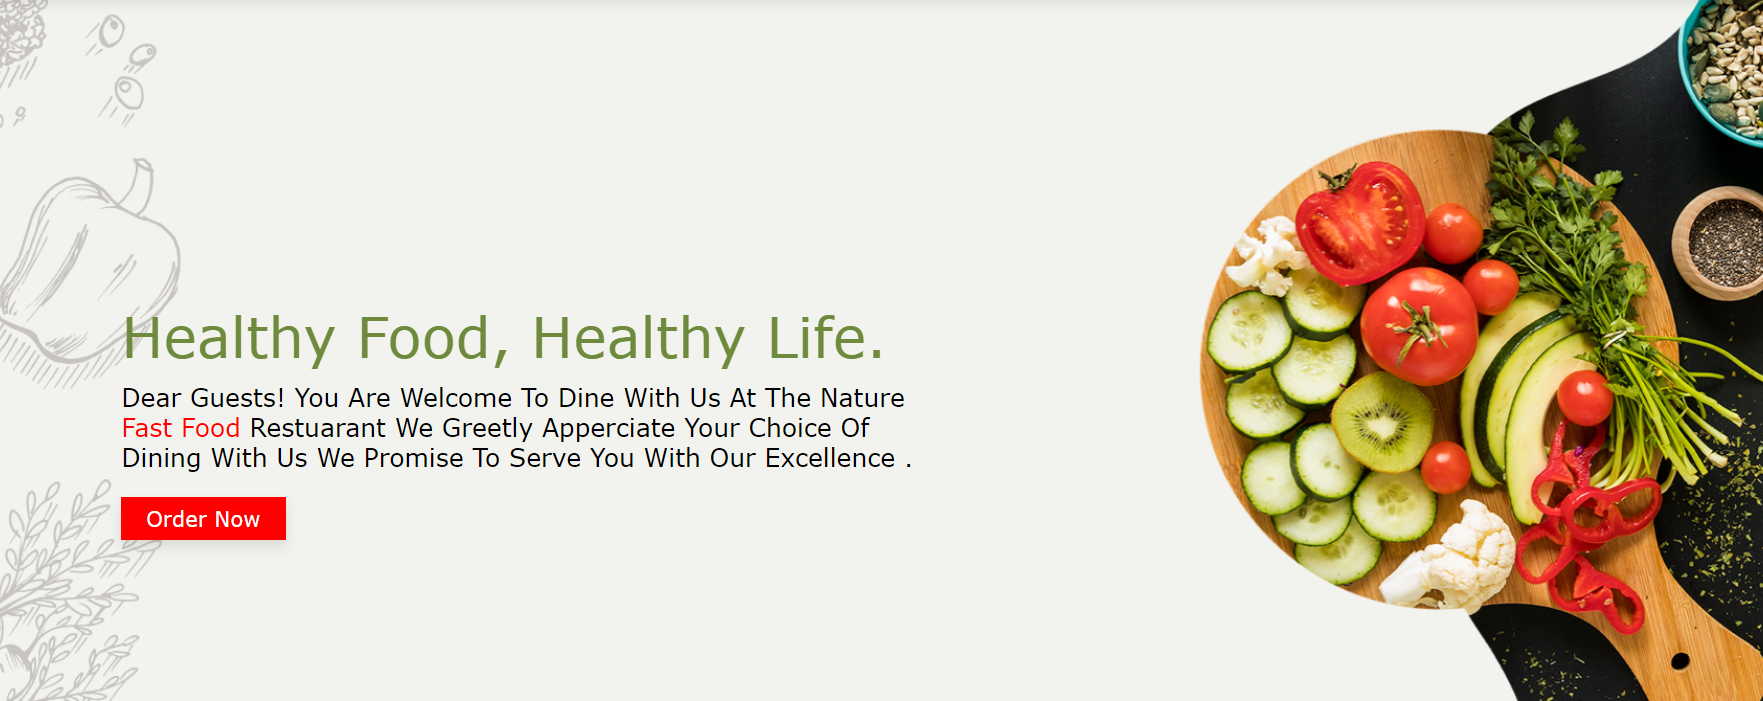 Healthy Food, Healthy Life.
Dear Guests! You Are Welcome To Dine With Us At The Nature
Fast Food Restuarant We Greetly Apperciate Your Choice Of
Dining With Us We Promise To Serve You With Our Excellence .
Order Now